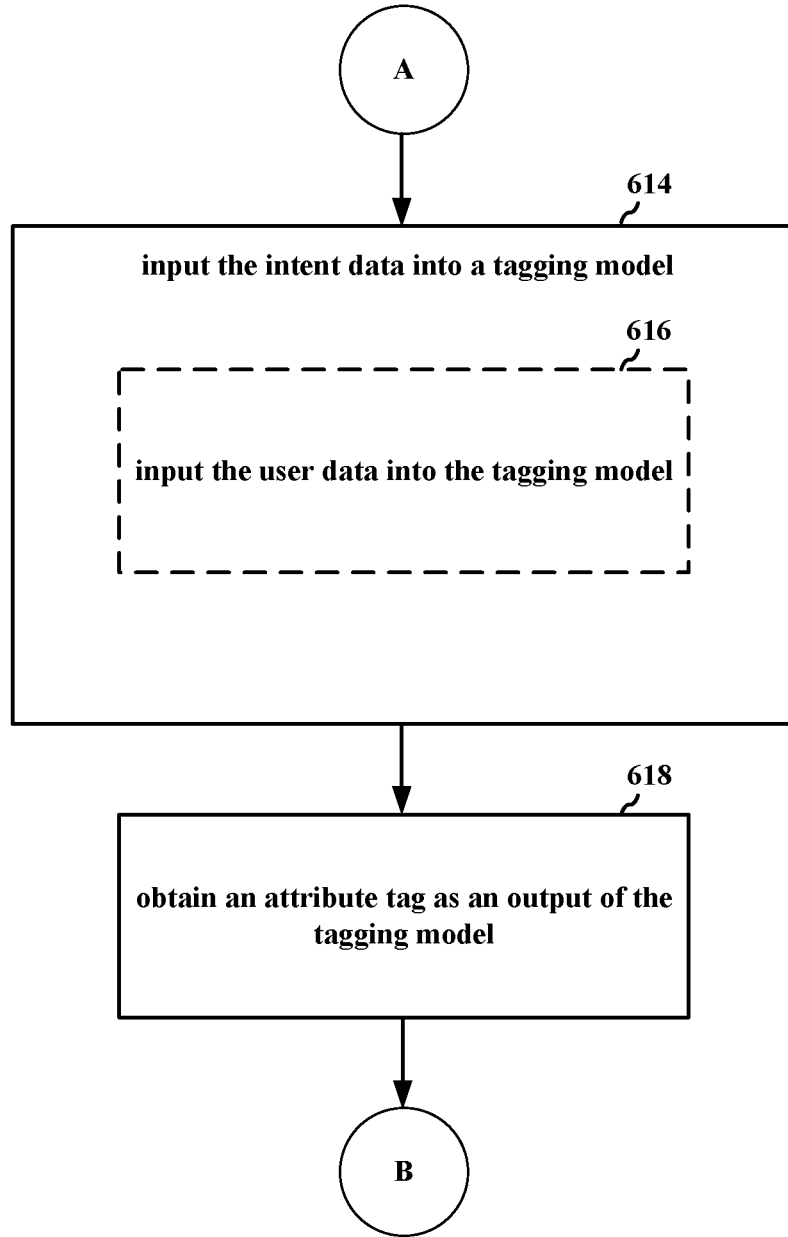 A
614
input the intent data into a tagging model
616
input the user data into the tagging model
618
obtain an attribute tag as an output of the
tagging model
B